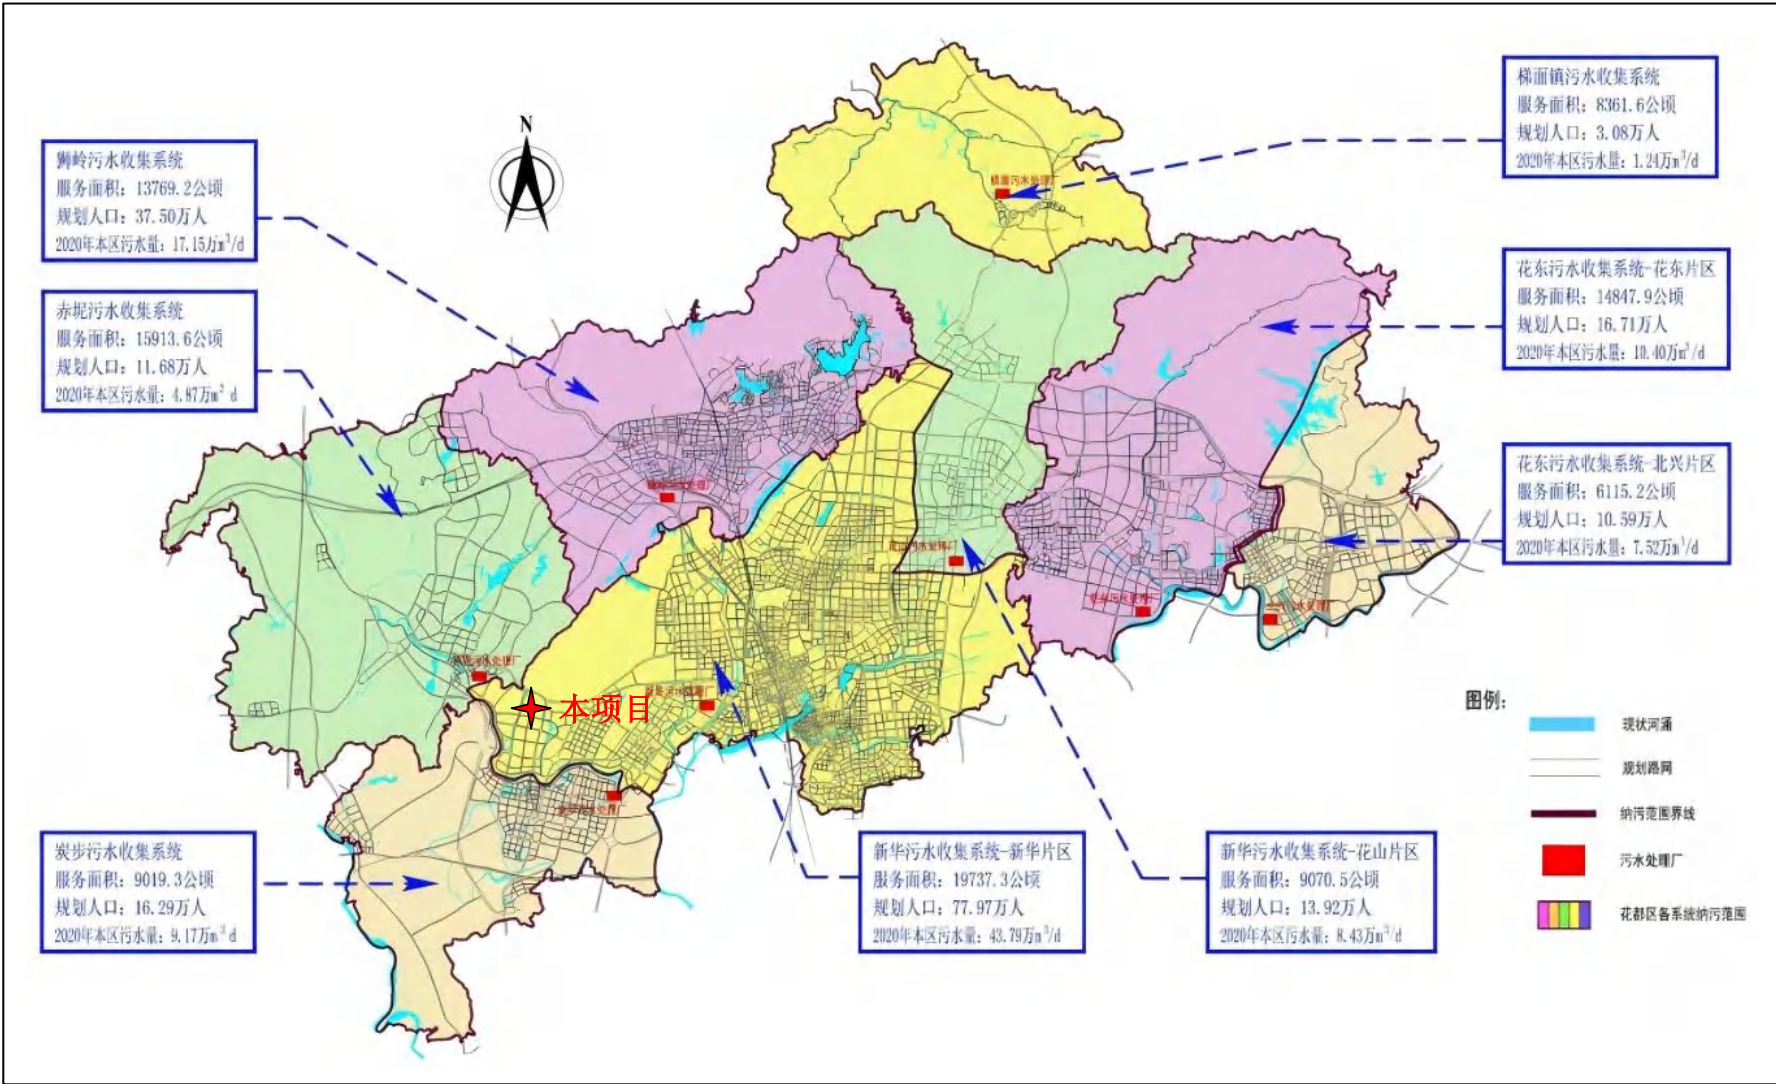 梯面镇污水收集系统
服务面积：8361.6公顷
规划人口：3.08万人
2020年本区污水量：1.24万m³/d
N
狮岭污水收集系统
服务面积：13769.2公顷
规划人口：37.50万人
2020年本区污水量：17.15万m³/d
花东污水收集系统-花东片区
服务面积：14847.9公顷
规划人口：16.71万人
2020年本区污水量：10.40万m³/d
赤坭污水收集系统
服务面积：15913.6公顷
规划人口：11.68万人
2020年本区污水量：4.87万m³ d
花东污水收集系统-北兴片区
服务面积：6115.2公顷
规划人口：10.59万人
2020年本区污水量：7.52万m³/d
本项目
图例：
现状河涌
规划路网
纳污范围界线
污水处理厂
花都区各系统纳污范围
炭步污水收集系统
服务面积：9019.3公顷
规划人口：16.29万人
2020年本区污水量：9.17万m³ d
新华污水收集系统-新华片区
服务面积：19737.3公顷
规划人口：77.97万人
2020年本区污水量：43.79万m³/d
新华污水收集系统-花山片区
服务面积：9070.5公顷
规划人口：13.92万人
2020年本区污水量：8.43万m³/d